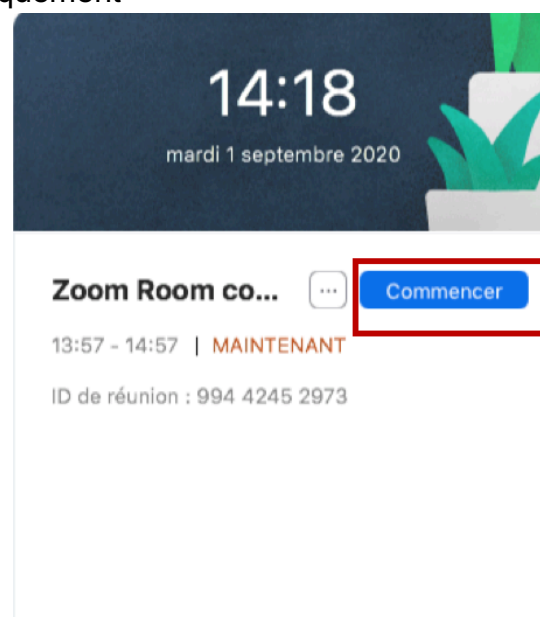 14:18
mardi 1 septembre 2020
Zoom Room co... ... Commencer
13:57 - 14:57 | MAINTENANT
ID de réunion : 994 4245 2973